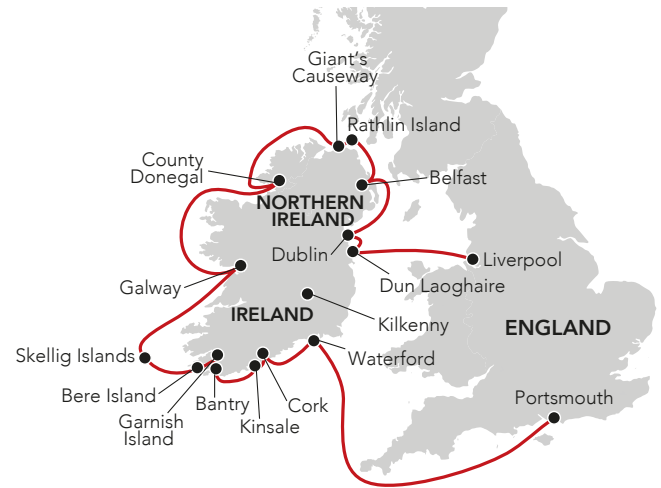 Giant's
Causeway
Rathlin Island
County
Donegal
Belfast
NORTHERN
IRELAND
Dublin
Liverpool
Dun Laoghaire
Galway
IRELAND
Kilkenny
ENGLAND
Skellig Islands
Waterford
Bere Island
Portsmouth
Garnish
Island
Bantry
Cork
Kinsale